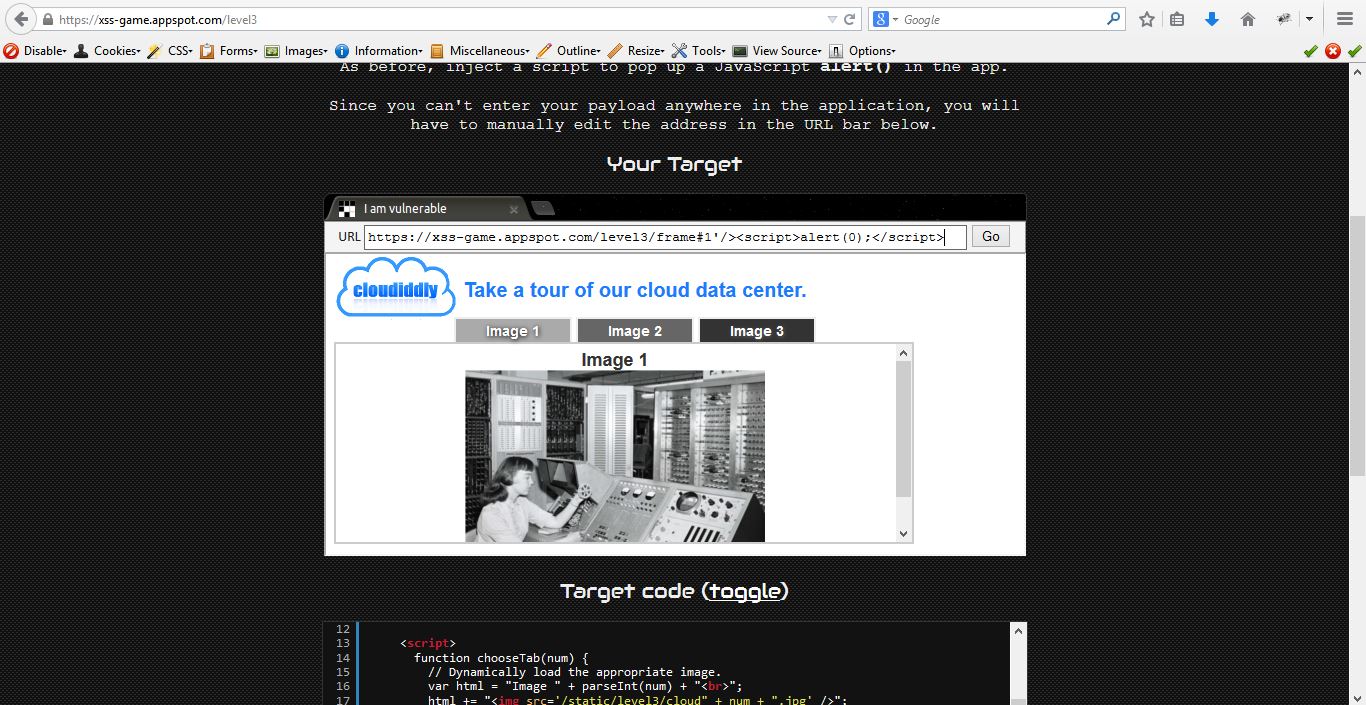 https://xss-game.appspot.com/level3
Google
Disable Cookies CSS Forms Images Information Miscellaneous Outline Resize Tools View Source Options
As before, inject a script to pop up a JavaScript alert() in the app.
Since you can't enter your payload anywhere in the application, you will
have to manually edit the address in the URL bar below.
Your Target
I am vulnerable
URL https://xss-game.appspot.com/level3/frame#1'/><script>alert(0);</script> Go
cloudiddly Take a tour of our cloud data center.
Image 1 Image 2 Image 3
Image 1
Target code (toggle)
12
13 <script>
14 function chooseTab(num) {
15 // Dynamically load the appropriate image.
16 var html = "Image " + parseInt(num) + "<br>";
17 html += "<img src='/static/level3/cloud" + num + ".jpg' />";